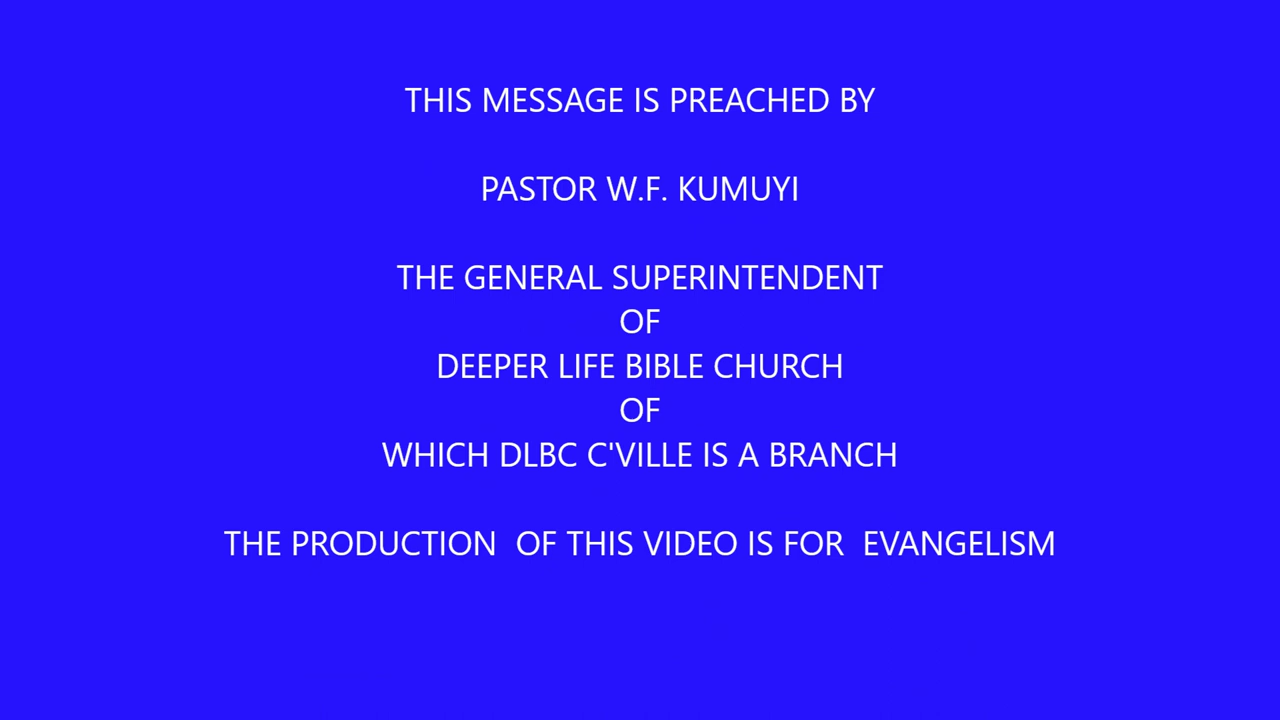 THIS MESSAGE IS PREACHED BY
PASTOR W.F. KUMUYI
THE GENERAL SUPERINTENDENT
OF
DEEPER LIFE BIBLE CHURCH
OF
WHICH DLBC C'VILLE IS A BRANCH
THE PRODUCTION  OF THIS VIDEO IS FOR  EVANGELISM